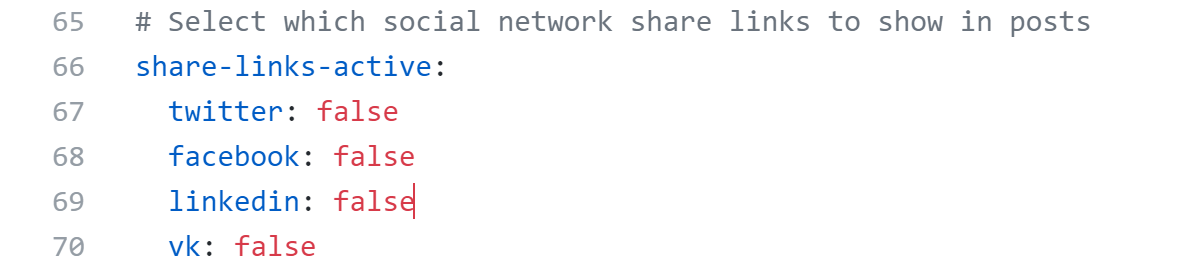 65 # Select which social network share links to show in posts
66 share-links-active:
67   twitter: false
68   facebook: false
69   linkedin: false
70   vk: false